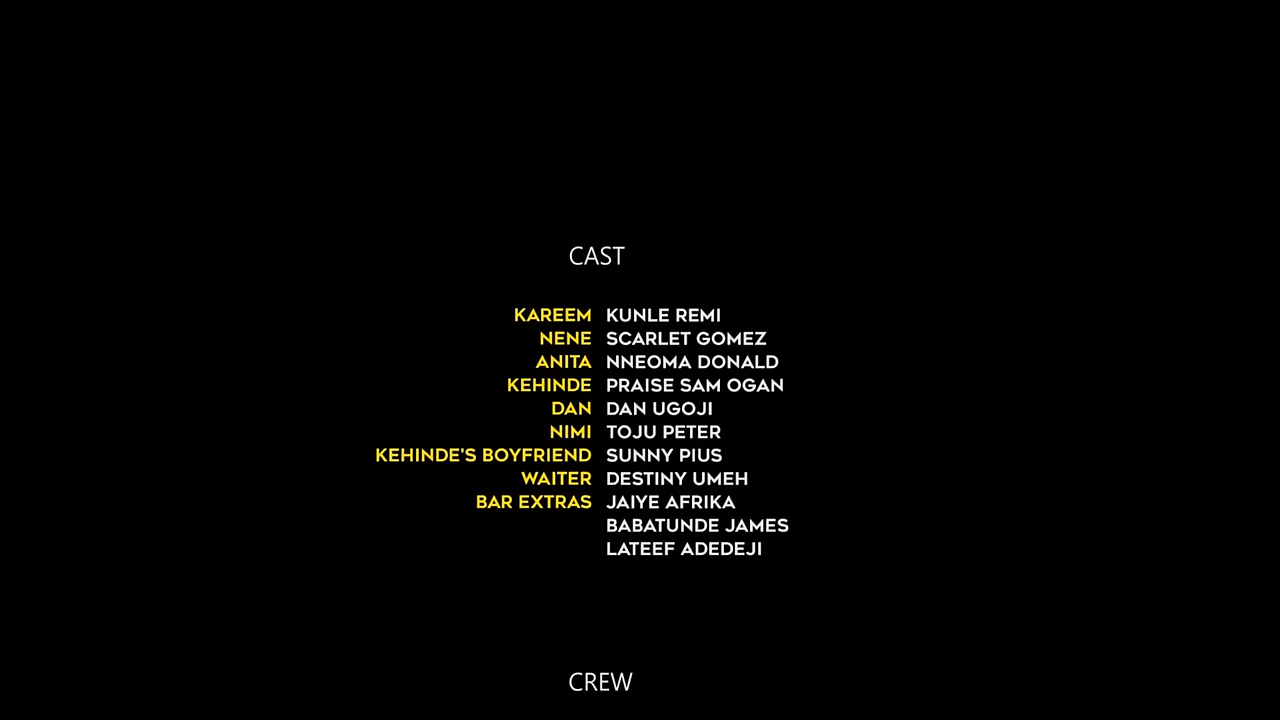 CAST
KAREEM KUNLE REMI
NENE SCARLET GOMEZ
ANITA NNEOMA DONALD
KEHINDE PRAISE SAM OGAN
DAN DAN UGOJI
NIMI TOJU PETER
KEHINDE'S BOYFRIEND SUNNY PIUS
WAITER DESTINY UMEH
BAR EXTRAS JAIYE AFRIKA
BABATUNDE JAMES
LATEEF ADEDEJI
CREW